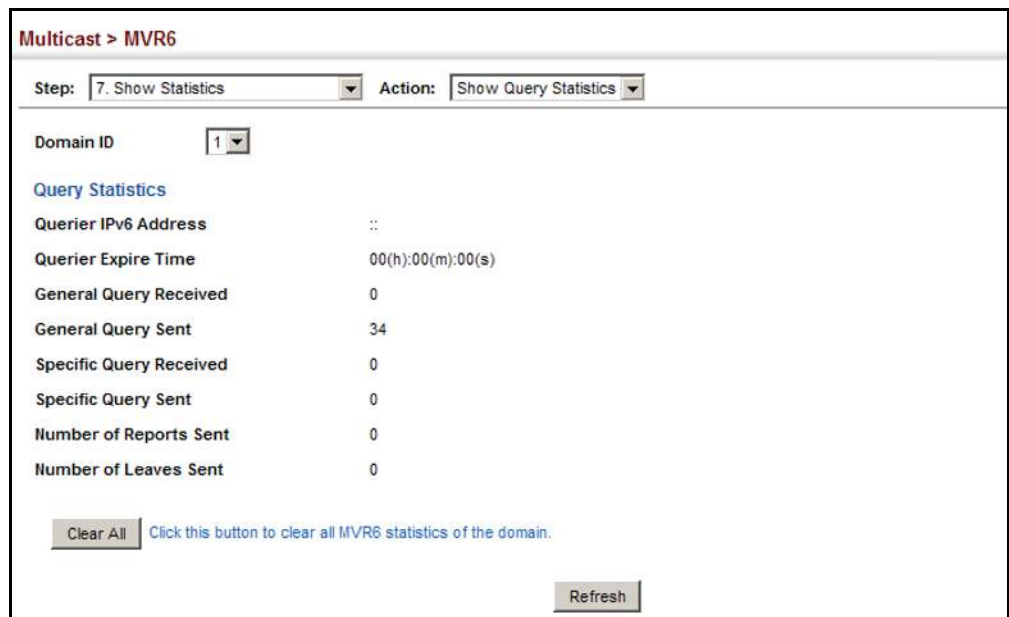 Multicast > MVR6
Step: 7. Show Statistics Action: Show Query Statistics
Domain ID 1
Query Statistics
Querier IPv6 Address ::
Querier Expire Time 00(h):00(m):00(s)
General Query Received 0
General Query Sent 34
Specific Query Received 0
Specific Query Sent 0
Number of Reports Sent 0
Number of Leaves Sent 0
Clear All Click this button to clear all MVR6 statistics of the domain.
Refresh